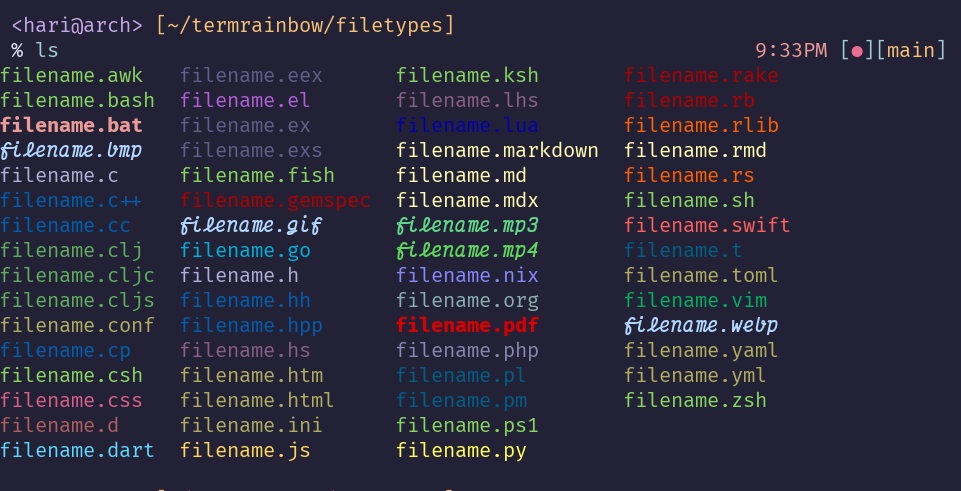 <hari@arch> [~/termrainbow/filetypes]
% ls 9:33PM [●][main]
filename.awk filename.eex filename.ksh filename.rake
filename.bash filename.el filename.lhs filename.rb
filename.bat filename.ex filename.lua filename.rlib
filename.bmp filename.exs filename.markdown filename.rmd
filename.c filename.fish filename.md filename.rs
filename.c++ filename.gemspec filename.mdx filename.sh
filename.cc filename.gif filename.mp3 filename.swift
filename.clj filename.go filename.mp4 filename.t
filename.cljc filename.h filename.nix filename.toml
filename.cljs filename.hh filename.org filename.vim
filename.conf filename.hpp filename.pdf filename.webp
filename.cp filename.hs filename.php filename.yaml
filename.csh filename.htm filename.pl filename.yml
filename.css filename.html filename.pm filename.zsh
filename.d filename.ini filename.ps1
filename.dart filename.js filename.py